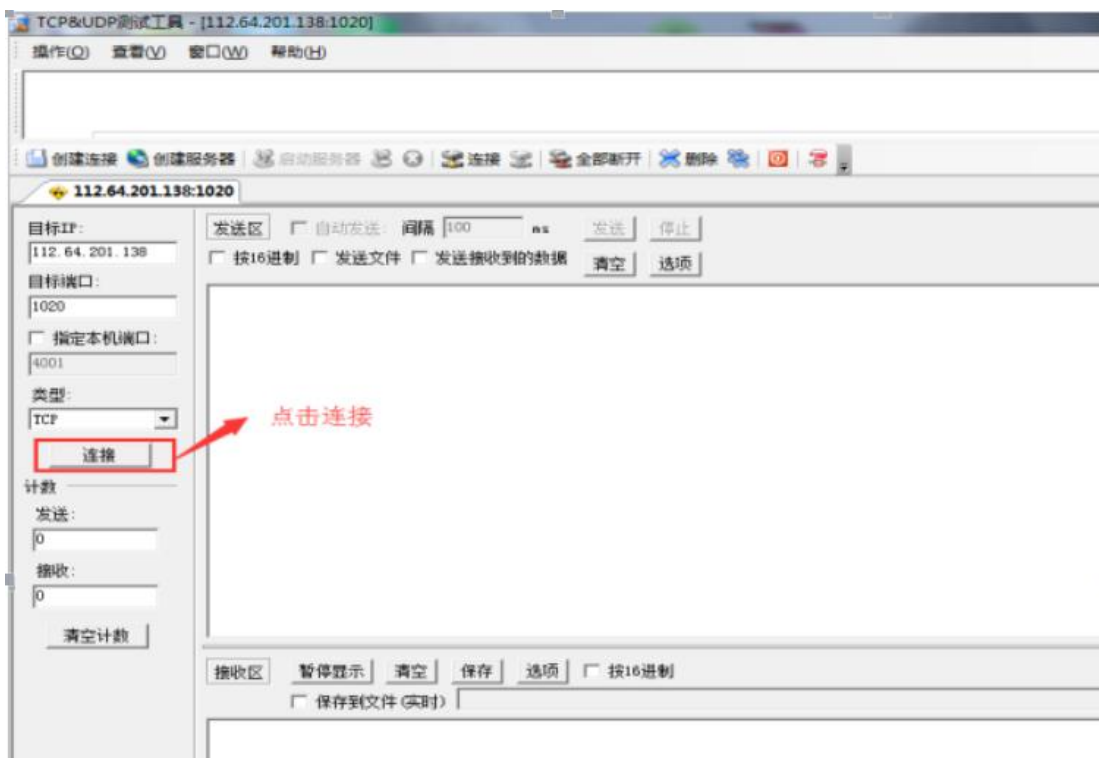 TCP&UDP测试工具 - [112.64.201.138:1020]
操作(O) 查看(V) 窗口(W) 帮助(H)
创建连接 创建服务器 启动服务器 连接 全部断开 删除
112.64.201.138:1020
目标IP:
112.64.201.138
目标端口:
1020
指定本机端口:
4001
类型:
TCP
连接
计数
发送:
0
接收:
0
清空计数
发送区 自动发送: 间隔 100 ms 发送 停止
按16进制 发送文件 发送接收到的数据 清空 选项
点击连接
接收区 暂停显示 清空 保存 选项 按16进制
保存到文件(实时)